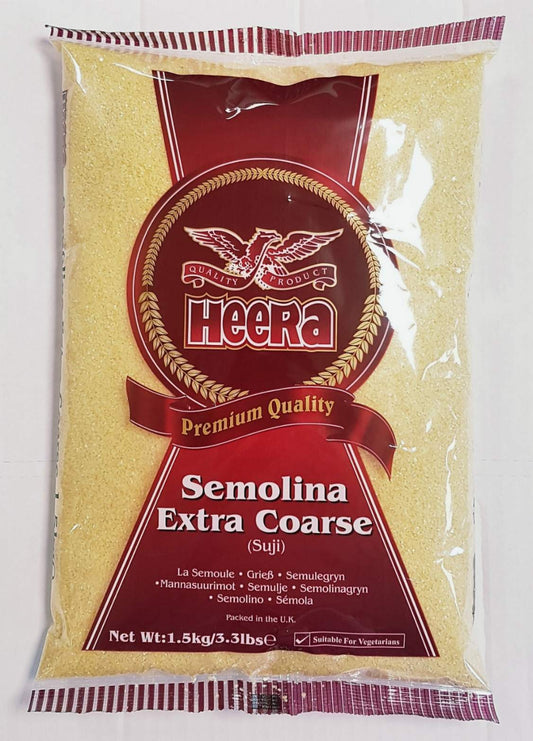 QUALITY PRODUCT
HEERA
Premium Quality
Semolina
Extra Coarse
(Suji)
La Semoule • Grieß • Semulegryn
•Mannasuurimot • Semulje • Semolinagryn
• Semolino • Sémola
Packed in the U.K.
Net Wt:1.5kg/3.3lbs℮
Suitable For Vegetarians